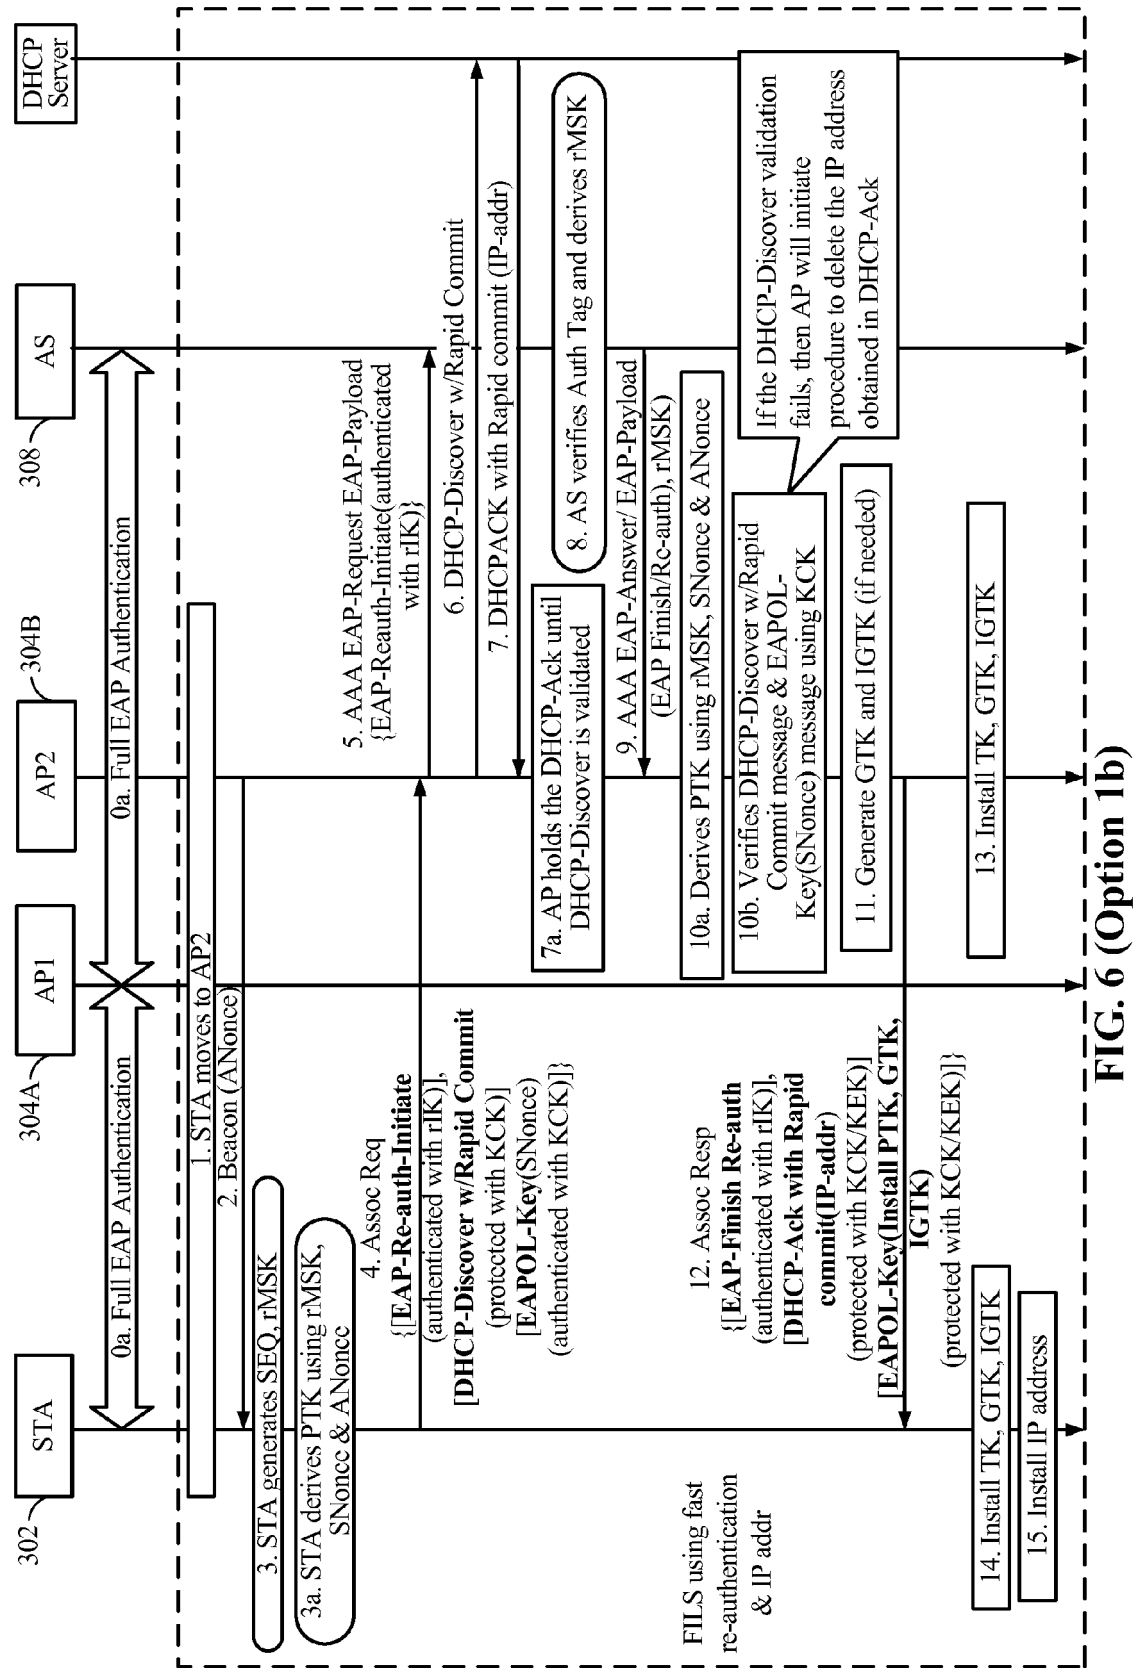 302
STA
304A
AP1
AP2
304B
308
AS
DHCP
Server
0a. Full EAP Authentication
0a. Full EAP Authentication
1. STA moves to AP2
2. Beacon (ANonce)
3. STA generates SEQ, rMSK
3a. STA derives PTK using rMSK,
SNonce & ANonce
4. Assoc Req
{[EAP-Re-auth-Initiate
(authenticated with rIK)],
[DHCP-Discover w/Rapid Commit
(protected with KCK)]
[EAPOL-Key(SNonce)
(authenticated with KCK)]}
5. AAA EAP-Request EAP-Payload
{EAP-Reauth-Initiate(authenticated
with rIK)}
6. DHCP-Discover w/Rapid Commit
7. DHCPACK with Rapid commit (IP-addr)
7a. AP holds the DHCP-Ack until
DHCP-Discover is validated
8. AS verifies Auth Tag and derives rMSK
9. AAA EAP-Answer/ EAP-Payload
(EAP Finish/Re-auth), rMSK)
10a. Derives PTK using rMSK, SNonce & ANonce
10b. Verifies DHCP-Discover w/Rapid
Commit message & EAPOL-
Key(SNonce) message using KCK
If the DHCP-Discover validation
fails, then AP will initiate
procedure to delete the IP address
obtained in DHCP-Ack
11. Generate GTK and IGTK (if needed)
12. Assoc Resp
{[EAP-Finish Re-auth
(authenticated with rIK)],
[DHCP-Ack with Rapid
commit(IP-addr)
(protected with KCK/KEK)]
[EAPOL-Key(Install PTK, GTK,
IGTK)
(protected with KCK/KEK)]}
FILS using fast
re-authentication
& IP addr
13. Install TK, GTK, IGTK
14. Install TK, GTK, IGTK
15. Install IP address
FIG. 6 (Option 1b)